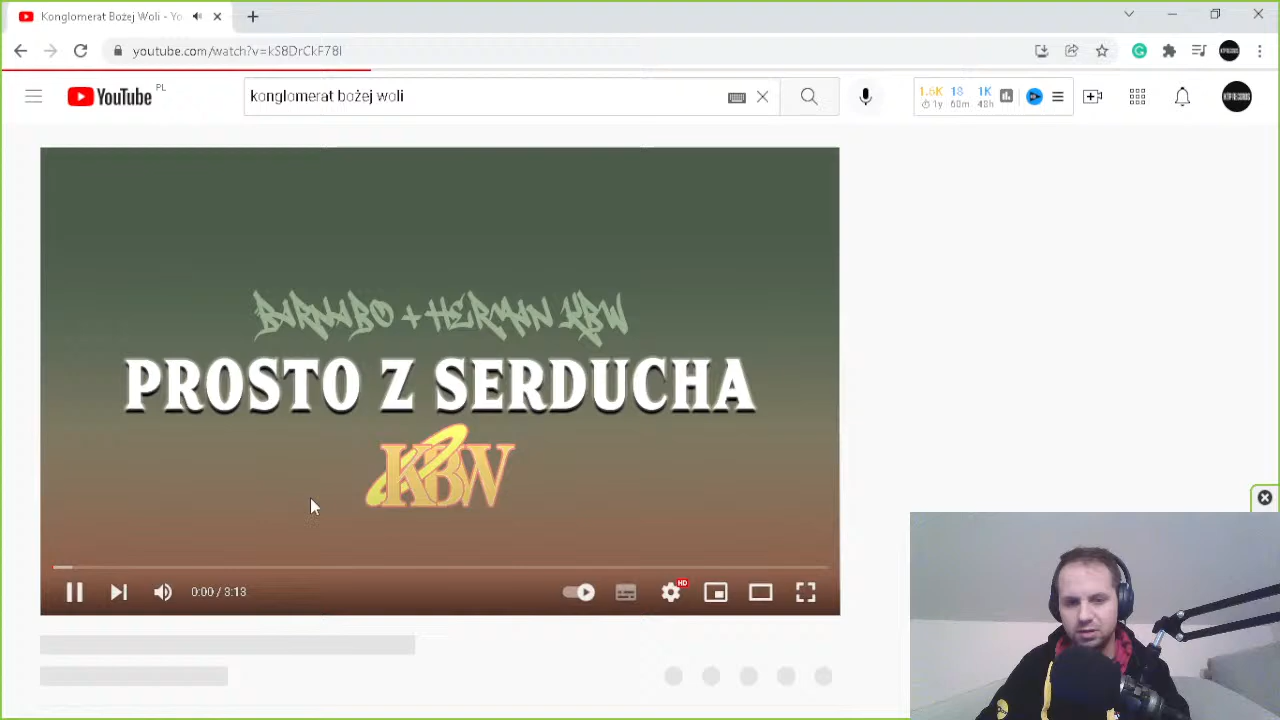 Konglomerat Bożej Woli - Yo
youtube.com/watch?v=kS8DrCkF78I
YouTube PL
konglomerat bożej woli
1.6K 18 1K
1y 60m 48h
BARNABO + HERMAN KBW
PROSTO Z SERDUCHA
KBW
0:00 / 3:13
HD